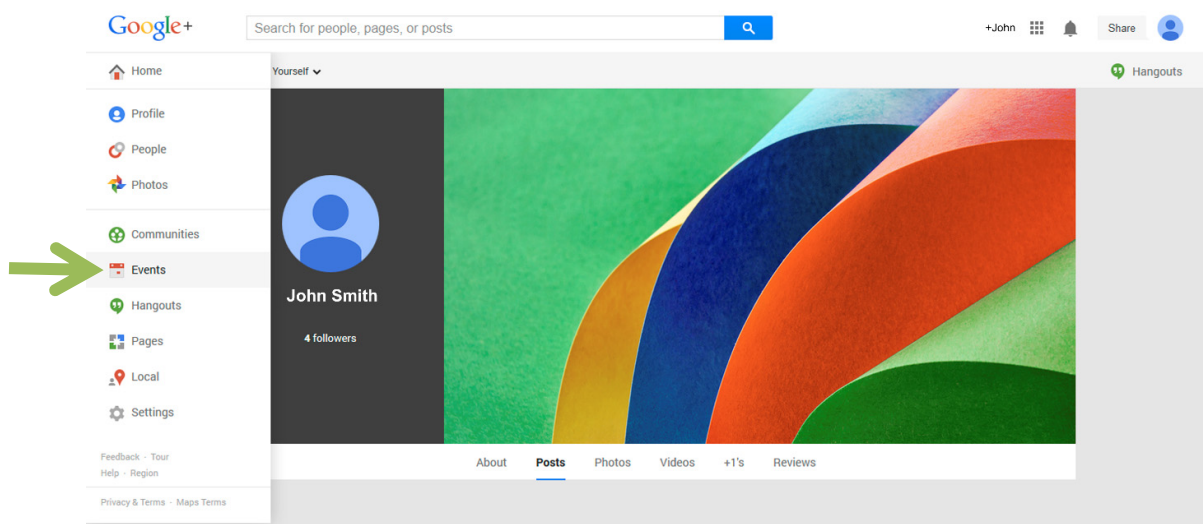 Google+
Search for people, pages, or posts
+John
Share
Home
Yourself
Hangouts
Profile
People
Photos
Communities
Events
Hangouts
Pages
Local
Settings
Feedback · Tour
Help · Region
Privacy & Terms · Maps Terms
John Smith
4 followers
About Posts Photos Videos +1's Reviews